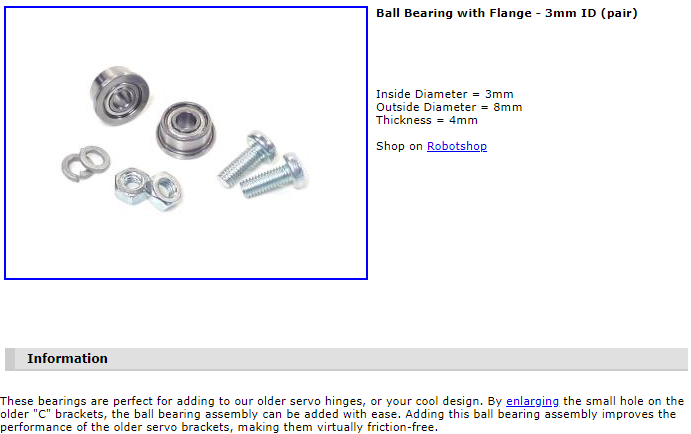 Ball Bearing with Flange - 3mm ID (pair)
Inside Diameter = 3mm
Outside Diameter = 8mm
Thickness = 4mm
Shop on Robotshop
Information
These bearings are perfect for adding to our older servo hinges, or your cool design. By enlarging the small hole on the
older "C" brackets, the ball bearing assembly can be added with ease. Adding this ball bearing assembly improves the
performance of the older servo brackets, making them virtually friction-free.